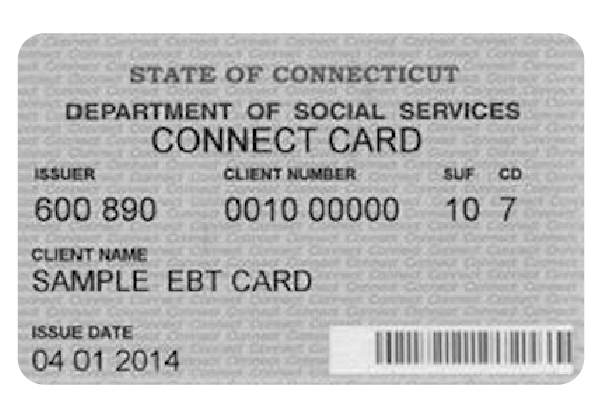 STATE OF CONNECTICUT
DEPARTMENT OF SOCIAL SERVICES
CONNECT CARD
ISSUER CLIENT NUMBER SUF CD
600 890 0010 00000 10 7
CLIENT NAME
SAMPLE EBT CARD
ISSUE DATE
04 01 2014